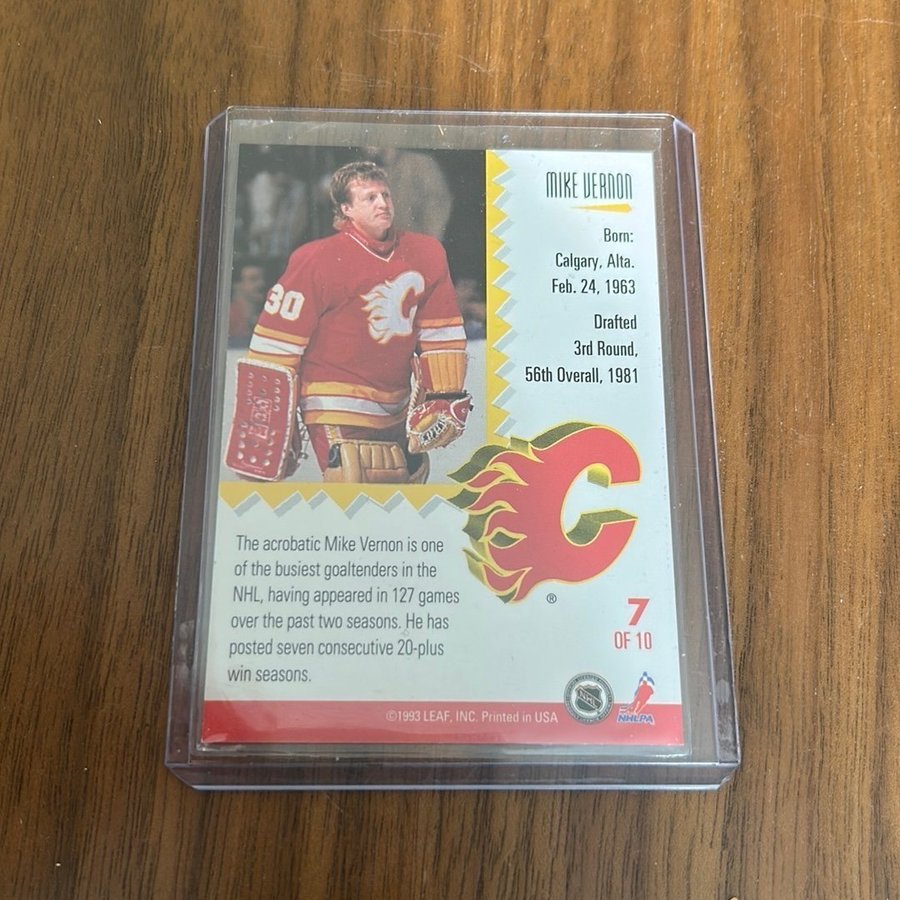 MIKE VERNON
Born:
Calgary, Alta.
Feb. 24, 1963
Drafted
3rd Round,
56th Overall, 1981
30
C
C
®
The acrobatic Mike Vernon is one
of the busiest goaltenders in the
NHL, having appeared in 127 games
over the past two seasons. He has
posted seven consecutive 20-plus
win seasons.
7
OF 10
©1993 LEAF, INC. Printed in USA
NHL
NHLPA